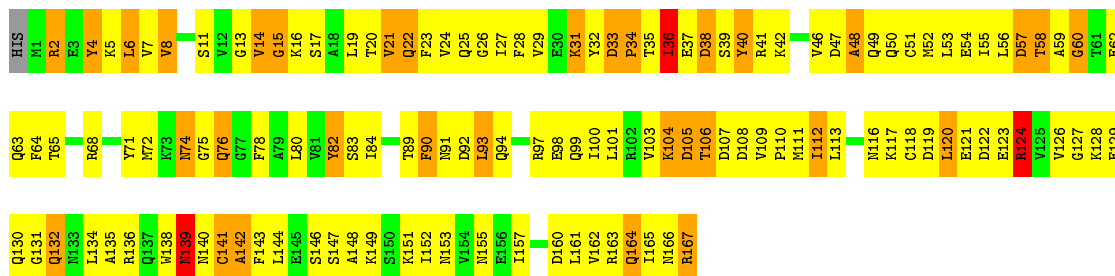 HIS M1 R2 E3 Y4 K5 L6 V7 V8 S11 V12 G13 V14 G15 K16 S17 A18 L19 T20 V21 Q22 F23 V24 Q25 G26 I27 F28 V29 E30 K31 Y32 D33 P34 T35 I36 E37 D38 S39 Y40 R41 K42 V46 D47 A48 Q49 Q50 C51 M52 L53 E54 I55 L56 D57 T58 A59 G60 T61 E62
Q63 F64 T65 R68 Y71 M72 K73 N74 G75 Q76 G77 F78 A79 L80 V81 Y82 S83 I84 T89 F90 N91 D92 L93 Q94 R97 E98 Q99 I100 L101 R102 V103 K104 D105 T106 D107 D108 V109 P110 M111 I112 L113 N116 K117 C118 D119 L120 E121 D122 E123 R124 V125 V126 G127 K128 E129
Q130 G131 Q132 N133 L134 A135 R136 Q137 W138 N139 N140 C141 A142 F143 L144 E145 S146 S147 A148 K149 S150 K151 I152 N153 V154 N155 E156 I157 D160 L161 V162 R163 Q164 I165 N166 R167